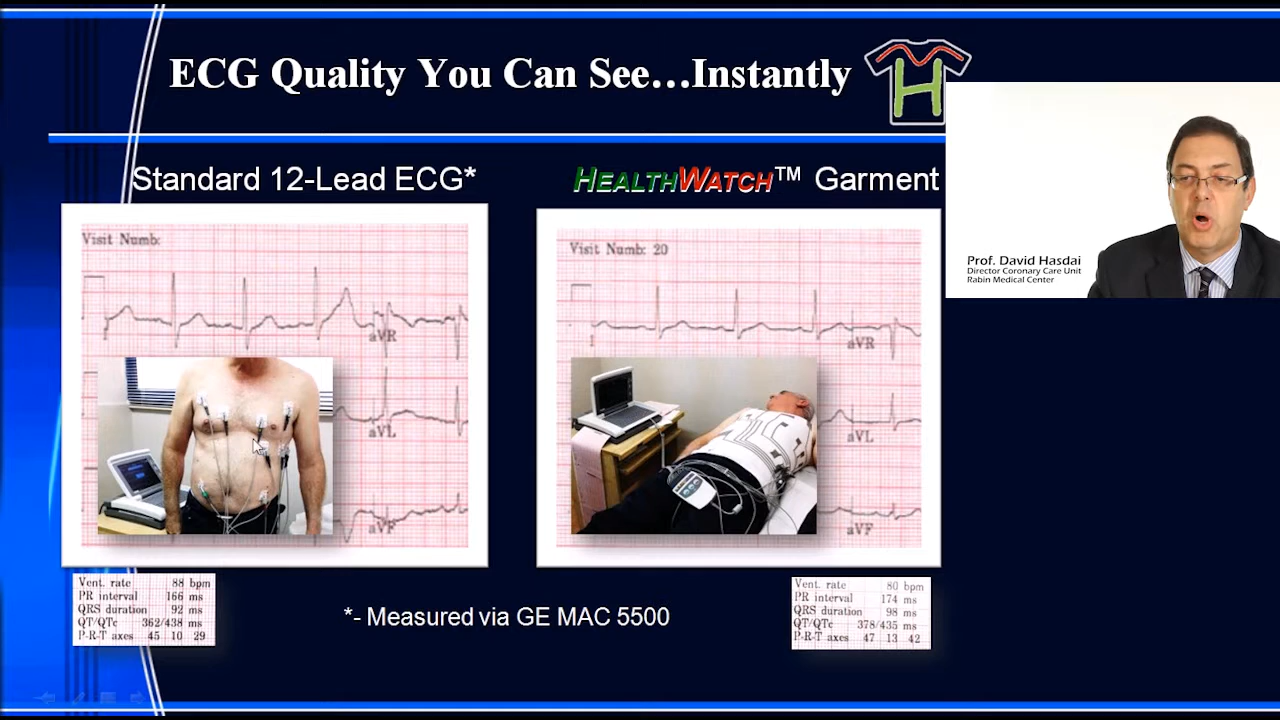 ECG Quality You Can See...Instantly
H
Standard 12-Lead ECG*
HEALTHWATCH™ Garment
Visit Numb:
aVR
aVL
aVF
Visit Numb: 20
aVR
aVL
aVF
Prof. David Hasdai
Director Coronary Care Unit
Rabin Medical Center
Vent. rate 88 bpm
PR interval 166 ms
QRS duration 92 ms
QT/QTc 362/438 ms
P-R-T axes 45 10 29
*- Measured via GE MAC 5500
Vent. rate 80 bpm
PR interval 174 ms
QRS duration 98 ms
QT/QTc 378/435 ms
P-R-T axes 47 13 42